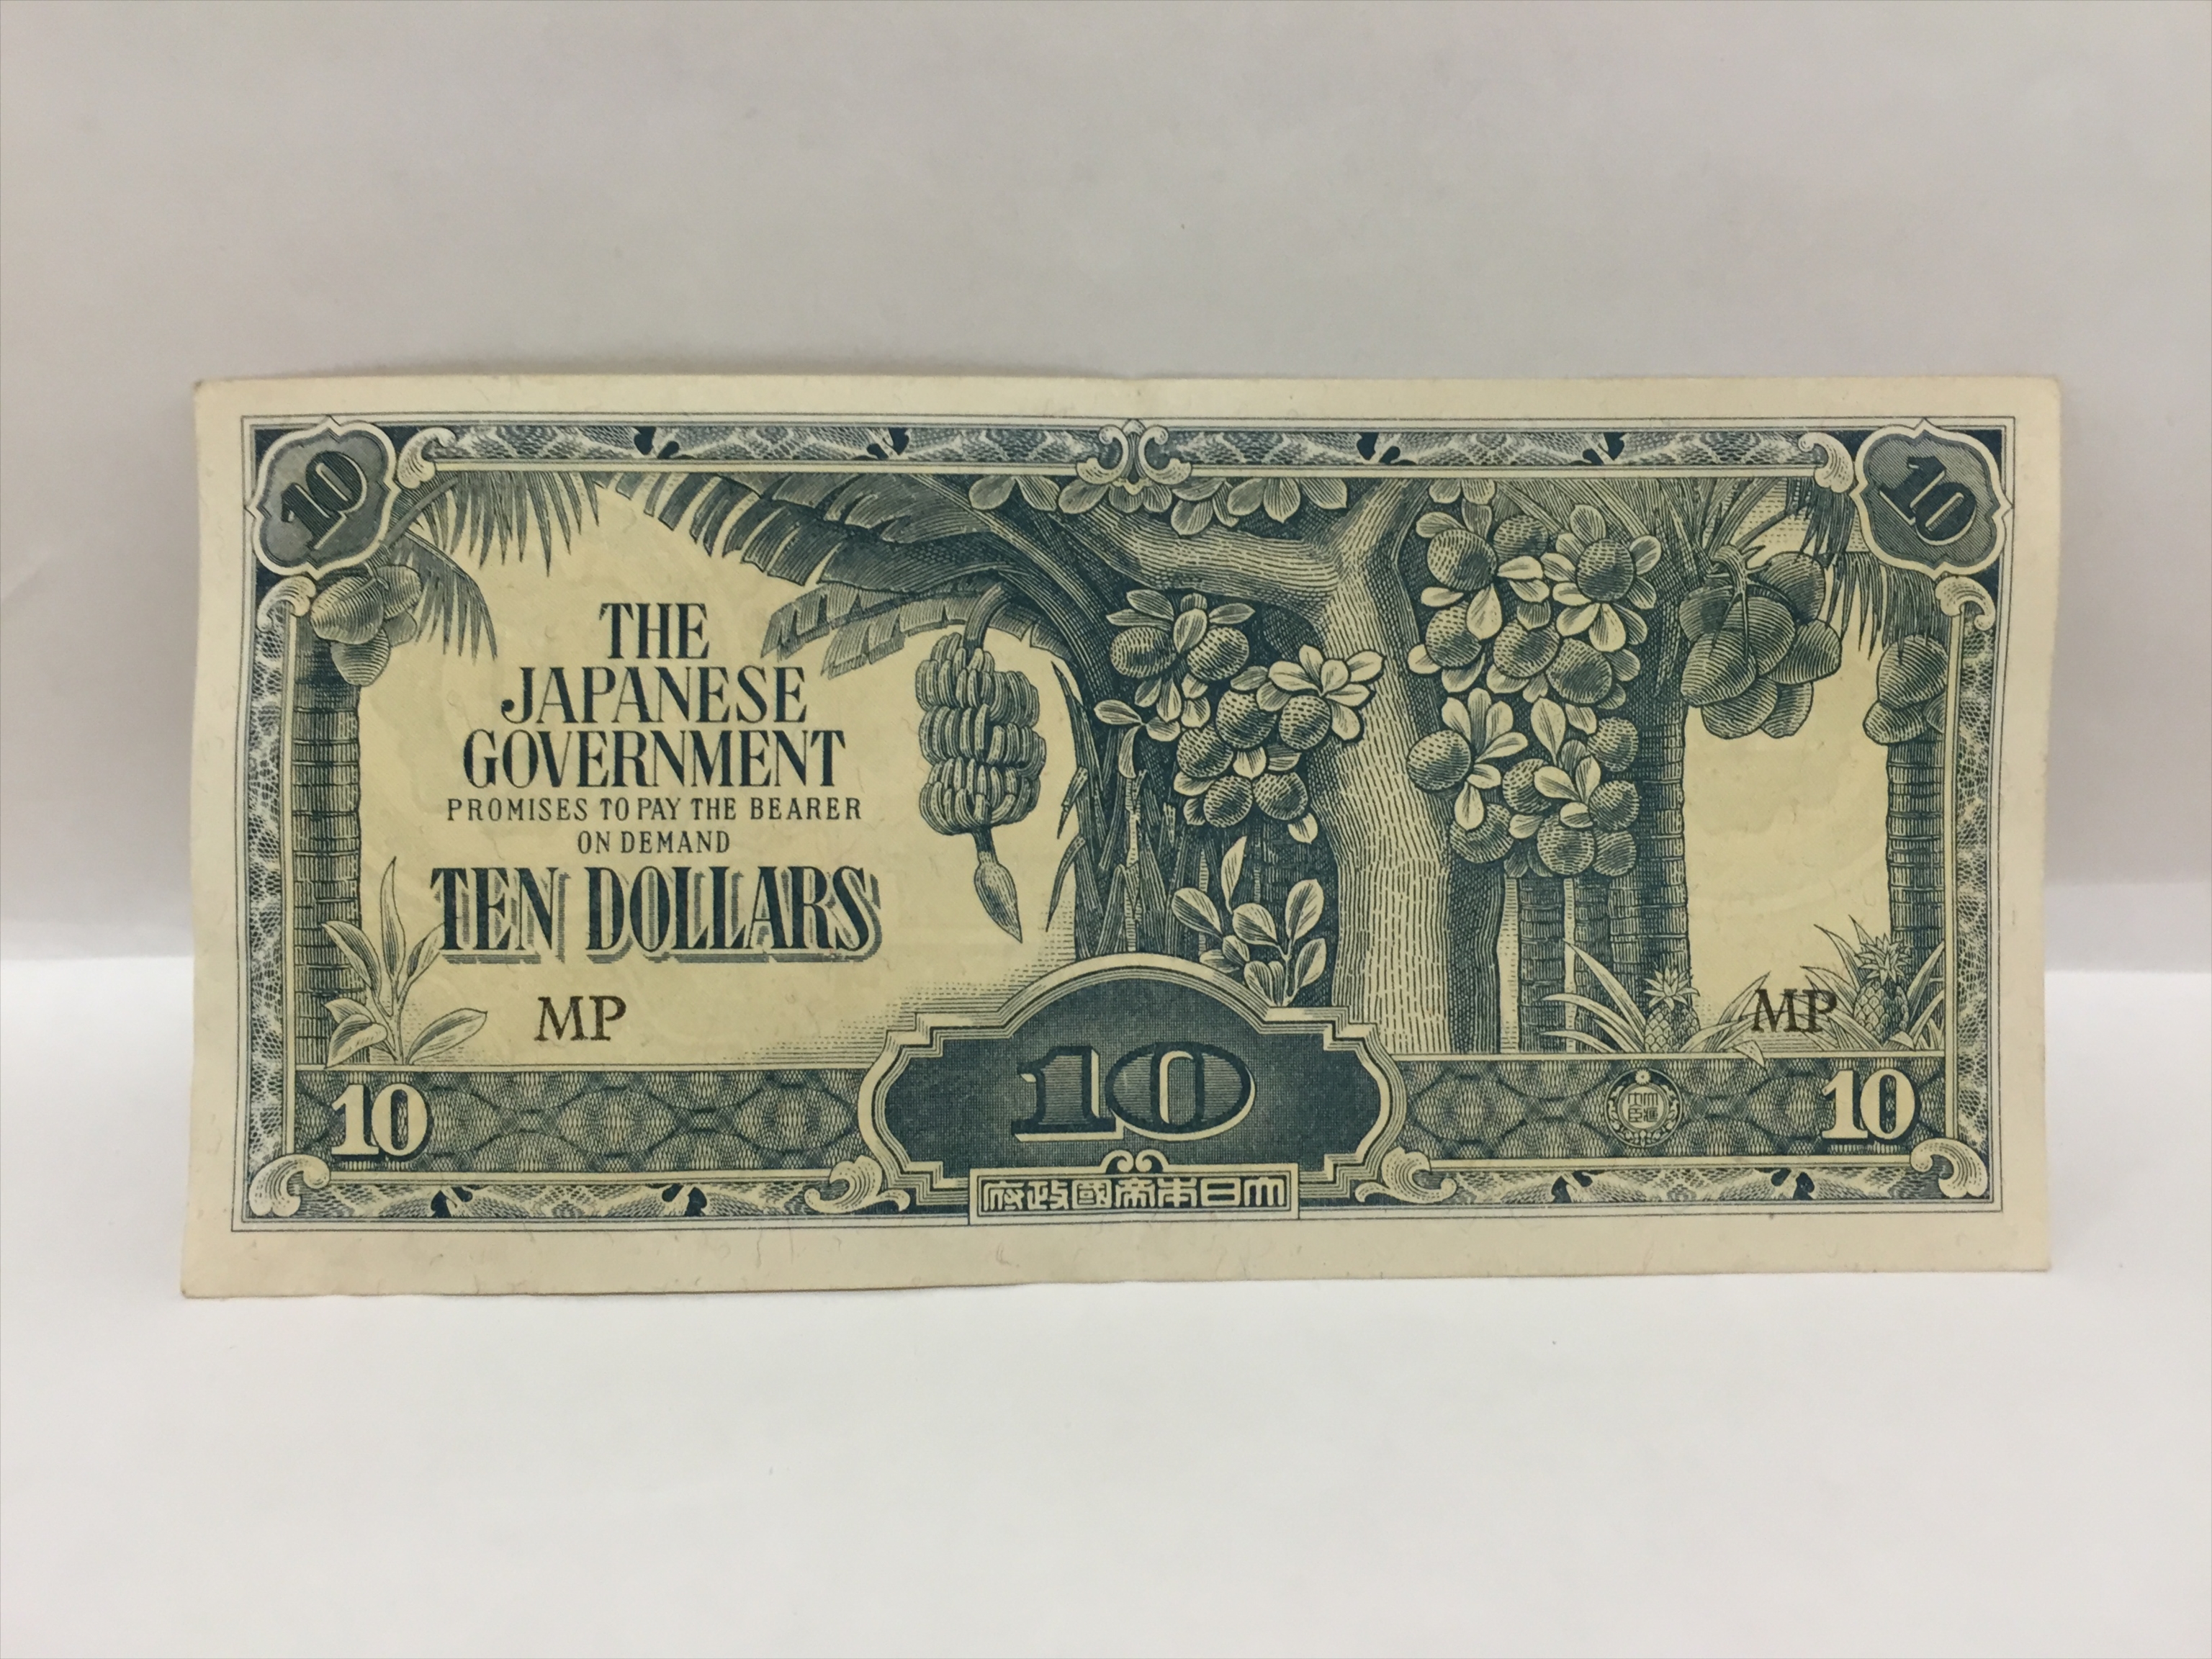 10 10
THE
JAPANESE
GOVERNMENT
PROMISES TO PAY THE BEARER
ON DEMAND
TEN DOLLARS
MP MP
10 10 10
府政國帝本日大